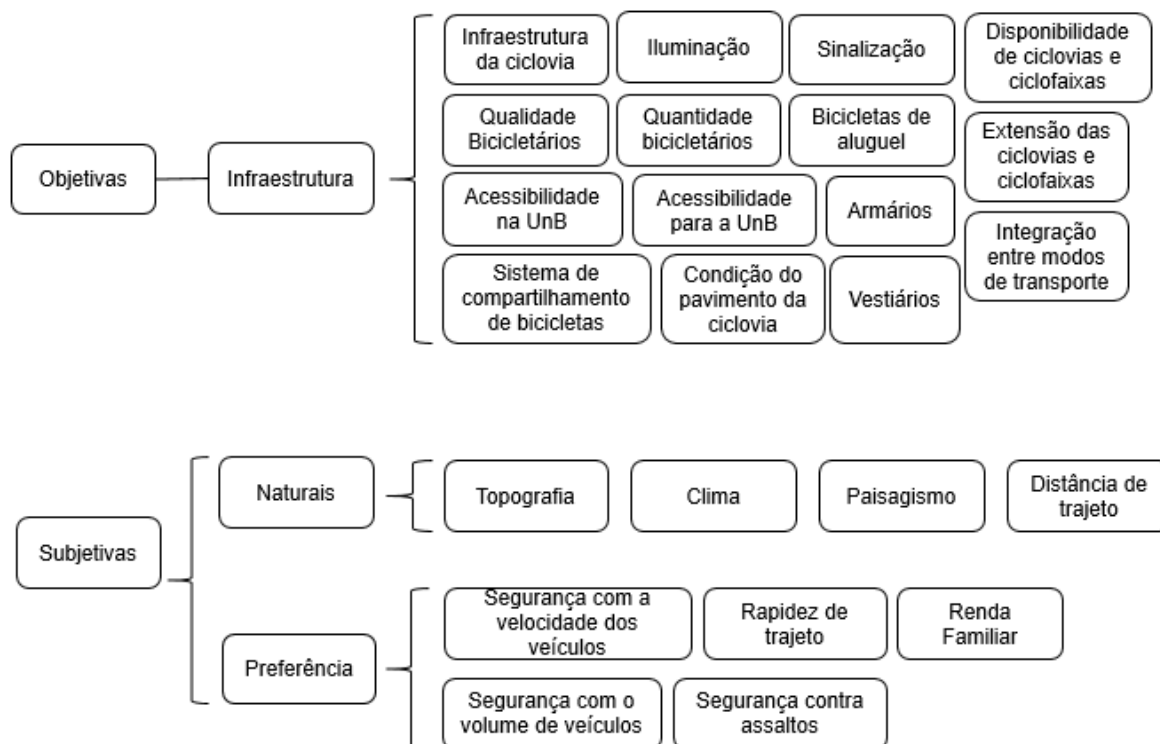 Objetivas
Infraestrutura
Infraestrutura
da ciclovia
Iluminação
Sinalização
Disponibilidade
de ciclovias e
ciclofaixas
Qualidade
Bicicletários
Quantidade
bicicletários
Bicicletas de
aluguel
Extensão das
ciclovias e
ciclofaixas
Acessibilidade
na UnB
Acessibilidade
para a UnB
Armários
Integração
entre modos
de transporte
Sistema de
compartilhamento
de bicicletas
Condição do
pavimento da
ciclovia
Vestiários
Subjetivas
Naturais
Topografia
Clima
Paisagismo
Distância de
trajeto
Preferência
Segurança com a
velocidade dos
veículos
Rapidez de
trajeto
Renda
Familiar
Segurança com o
volume de veículos
Segurança contra
assaltos